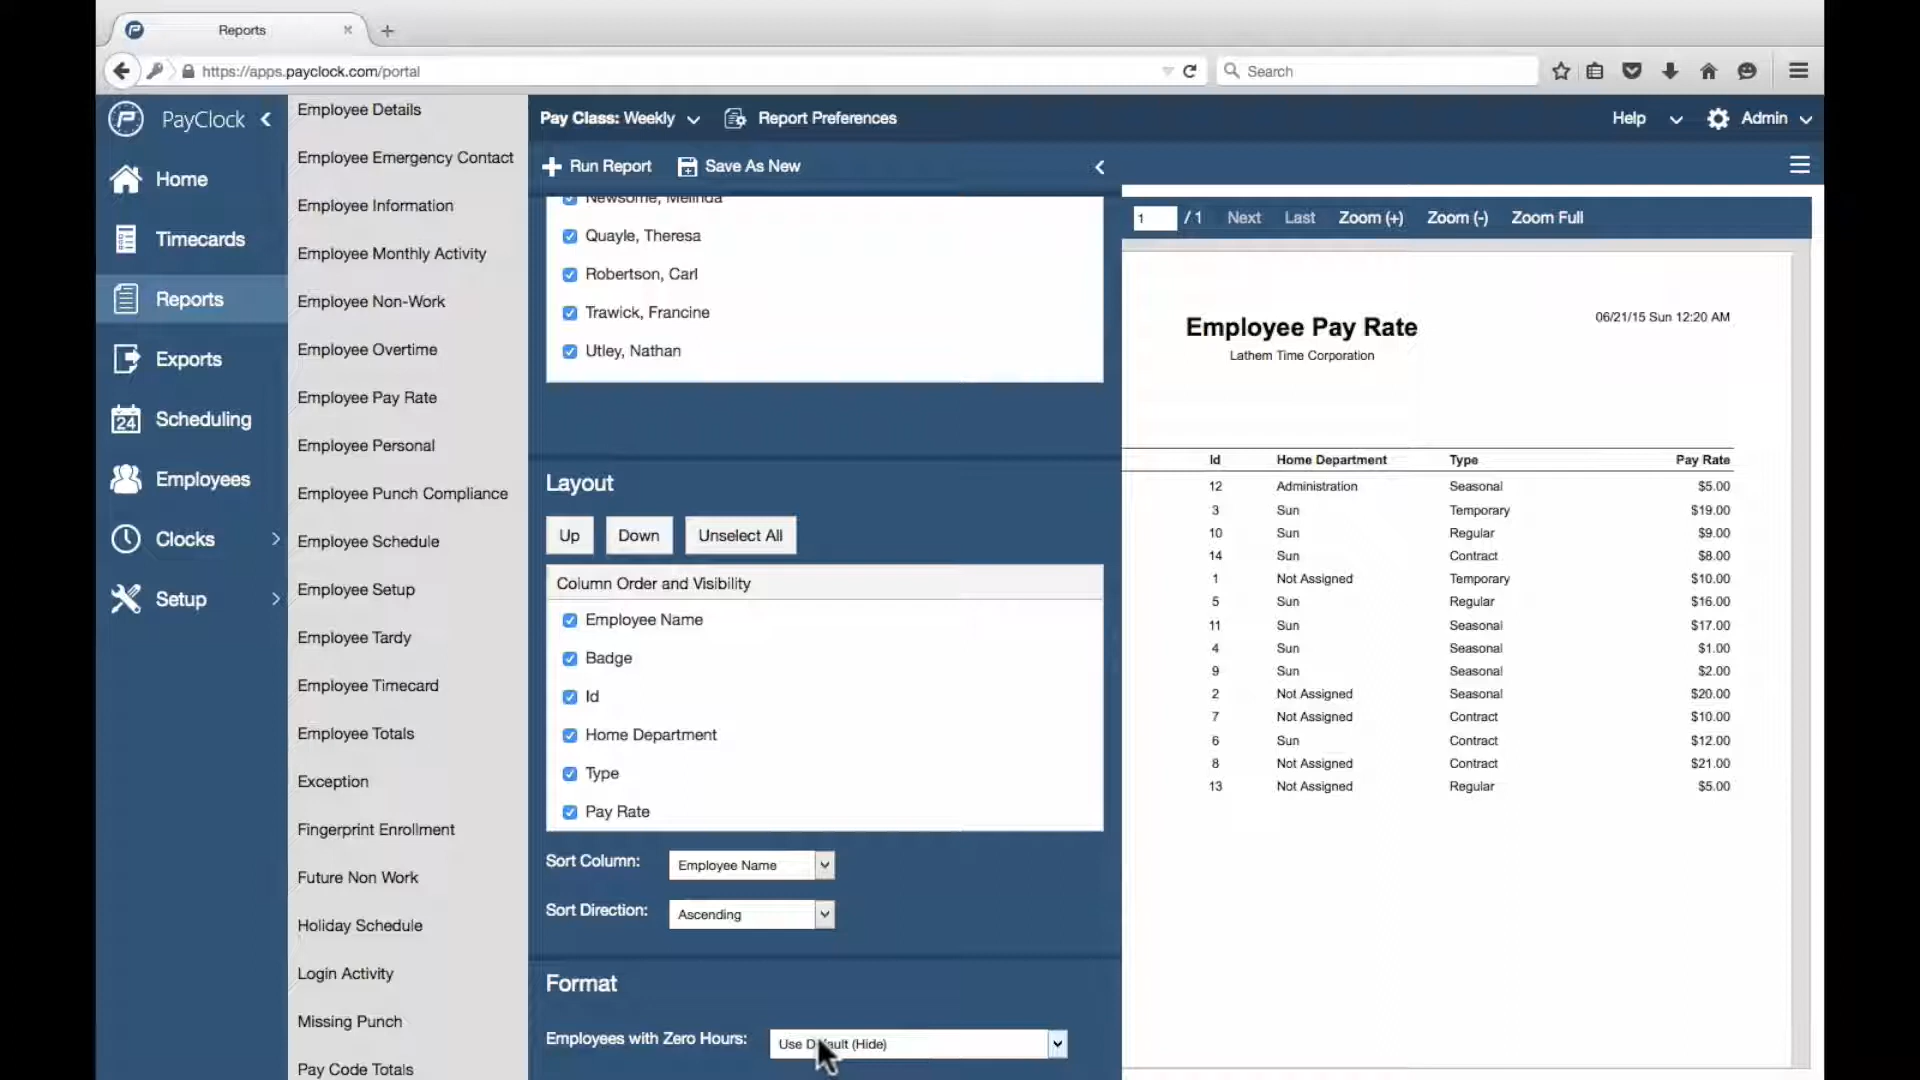 Reports
https://apps.payclock.com/portal
Search
PayClock
Home
Timecards
Reports
Exports
24
Scheduling
Employees
Clocks
Setup
Employee Details
Employee Emergency Contact
Employee Information
Employee Monthly Activity
Employee Non-Work
Employee Overtime
Employee Pay Rate
Employee Personal
Employee Punch Compliance
Employee Schedule
Employee Setup
Employee Tardy
Employee Timecard
Employee Totals
Exception
Fingerprint Enrollment
Future Non Work
Holiday Schedule
Login Activity
Missing Punch
Pay Code Totals
Pay Class: Weekly
Report Preferences
Help
Admin
Run Report
Save As New
Newsome, Melinda
Quayle, Theresa
Robertson, Carl
Trawick, Francine
Utley, Nathan
Layout
Up Down Unselect All
Column Order and Visibility
Employee Name
Badge
Id
Home Department
Type
Pay Rate
Sort Column: Employee Name
Sort Direction: Ascending
Format
Employees with Zero Hours: Use Default (Hide)
1 / 1 Next Last Zoom (+) Zoom (-) Zoom Full
06/21/15 Sun 12:20 AM
Employee Pay Rate
Lathem Time Corporation
Id Home Department Type Pay Rate
12 Administration Seasonal $5.00
3 Sun Temporary $19.00
10 Sun Regular $9.00
14 Sun Contract $8.00
1 Not Assigned Temporary $10.00
5 Sun Regular $16.00
11 Sun Seasonal $17.00
4 Sun Seasonal $1.00
9 Sun Seasonal $2.00
2 Not Assigned Seasonal $20.00
7 Not Assigned Contract $10.00
6 Sun Contract $12.00
8 Not Assigned Contract $21.00
13 Not Assigned Regular $5.00